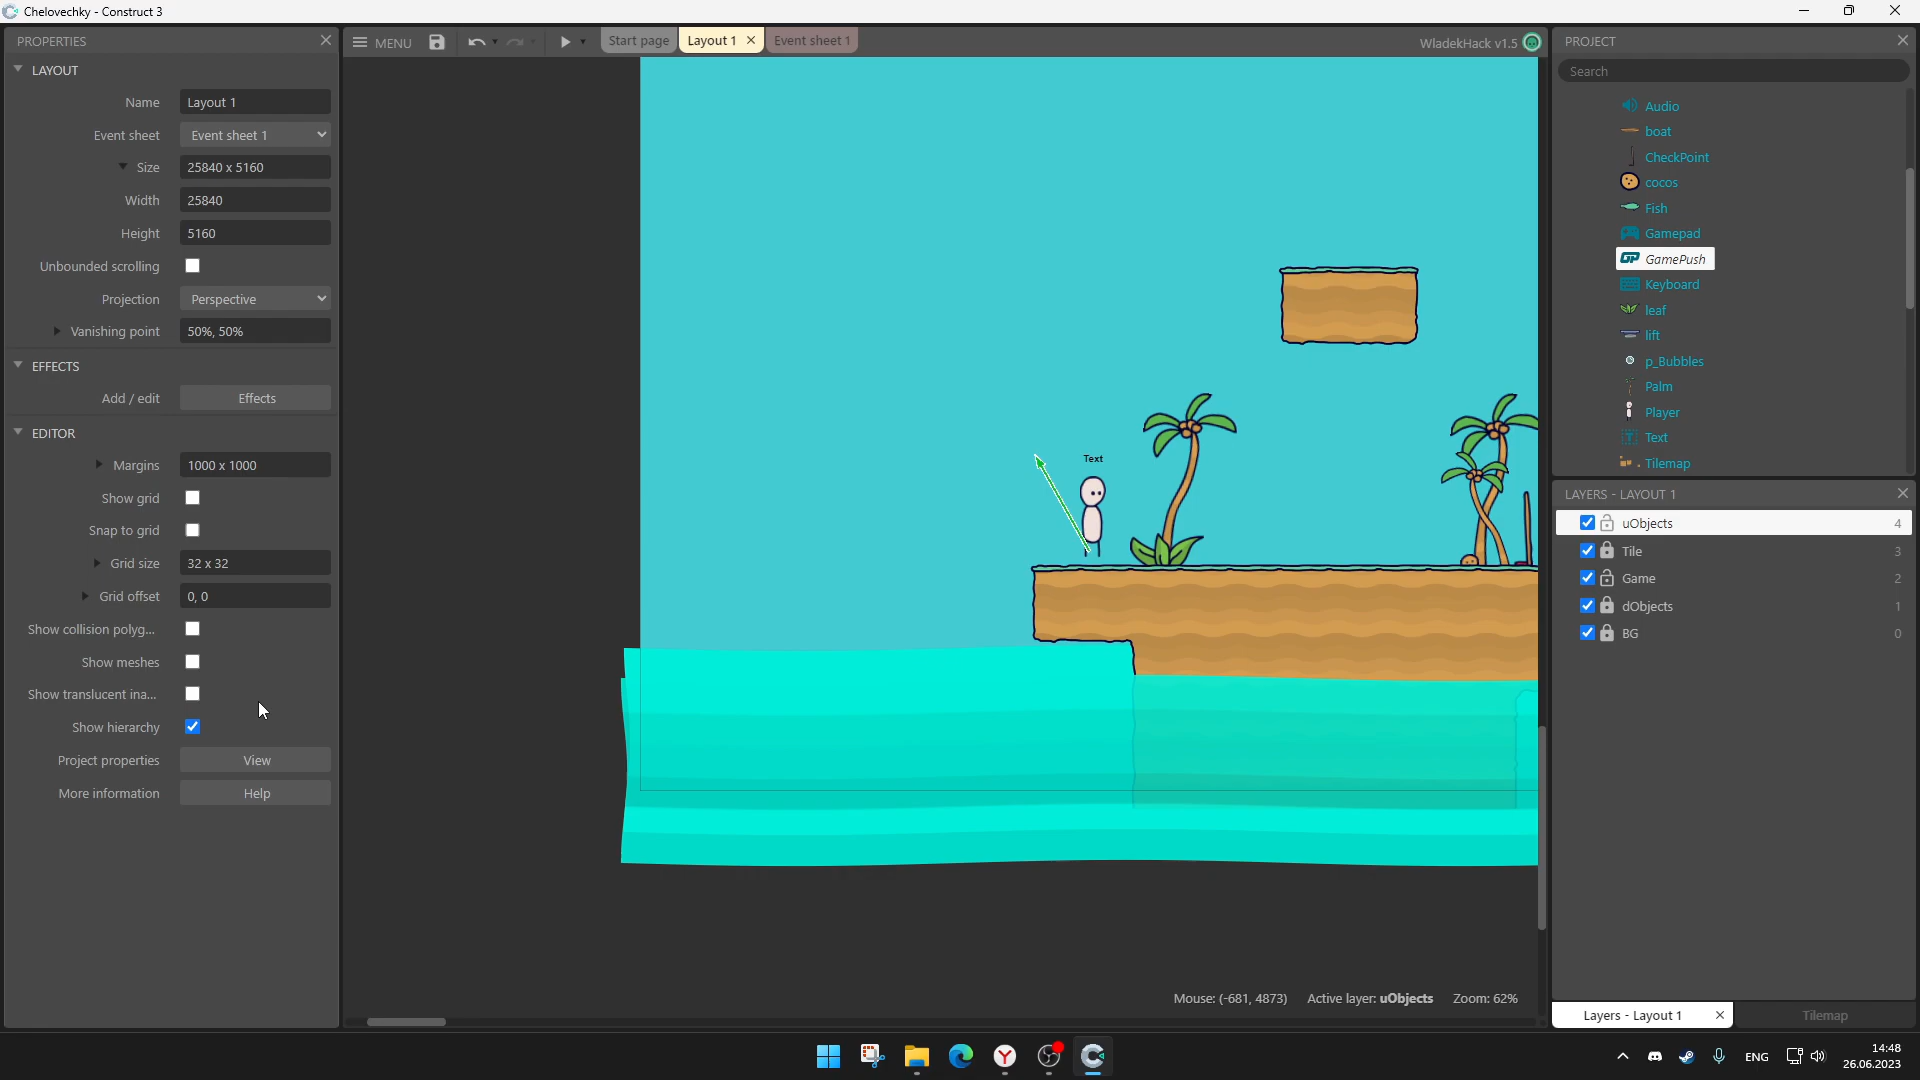 Chelovechky - Construct 3
PROPERTIES
LAYOUT
Name Layout 1
Event sheet Event sheet 1
Size 25840 x 5160
Width 25840
Height 5160
Unbounded scrolling
Projection Perspective
Vanishing point 50%, 50%
EFFECTS
Add / edit Effects
EDITOR
Margins 1000 x 1000
Show grid
Snap to grid
Grid size 32 x 32
Grid offset 0, 0
Show collision polyg...
Show meshes
Show translucent ina...
Show hierarchy
Project properties View
More information Help
MENU
Start page
Layout 1
Event sheet 1
WladekHack v1.5
Text
Mouse: (-681, 4873) Active layer: uObjects Zoom: 62%
PROJECT
Search
Audio
boat
CheckPoint
cocos
Fish
Gamepad
GP GamePush
Keyboard
leaf
lift
p_Bubbles
Palm
Player
Text
Tilemap
LAYERS - LAYOUT 1
uObjects 4
Tile 3
Game 2
dObjects 1
BG 0
Layers - Layout 1
Tilemap
ENG
14:48
26.06.2023